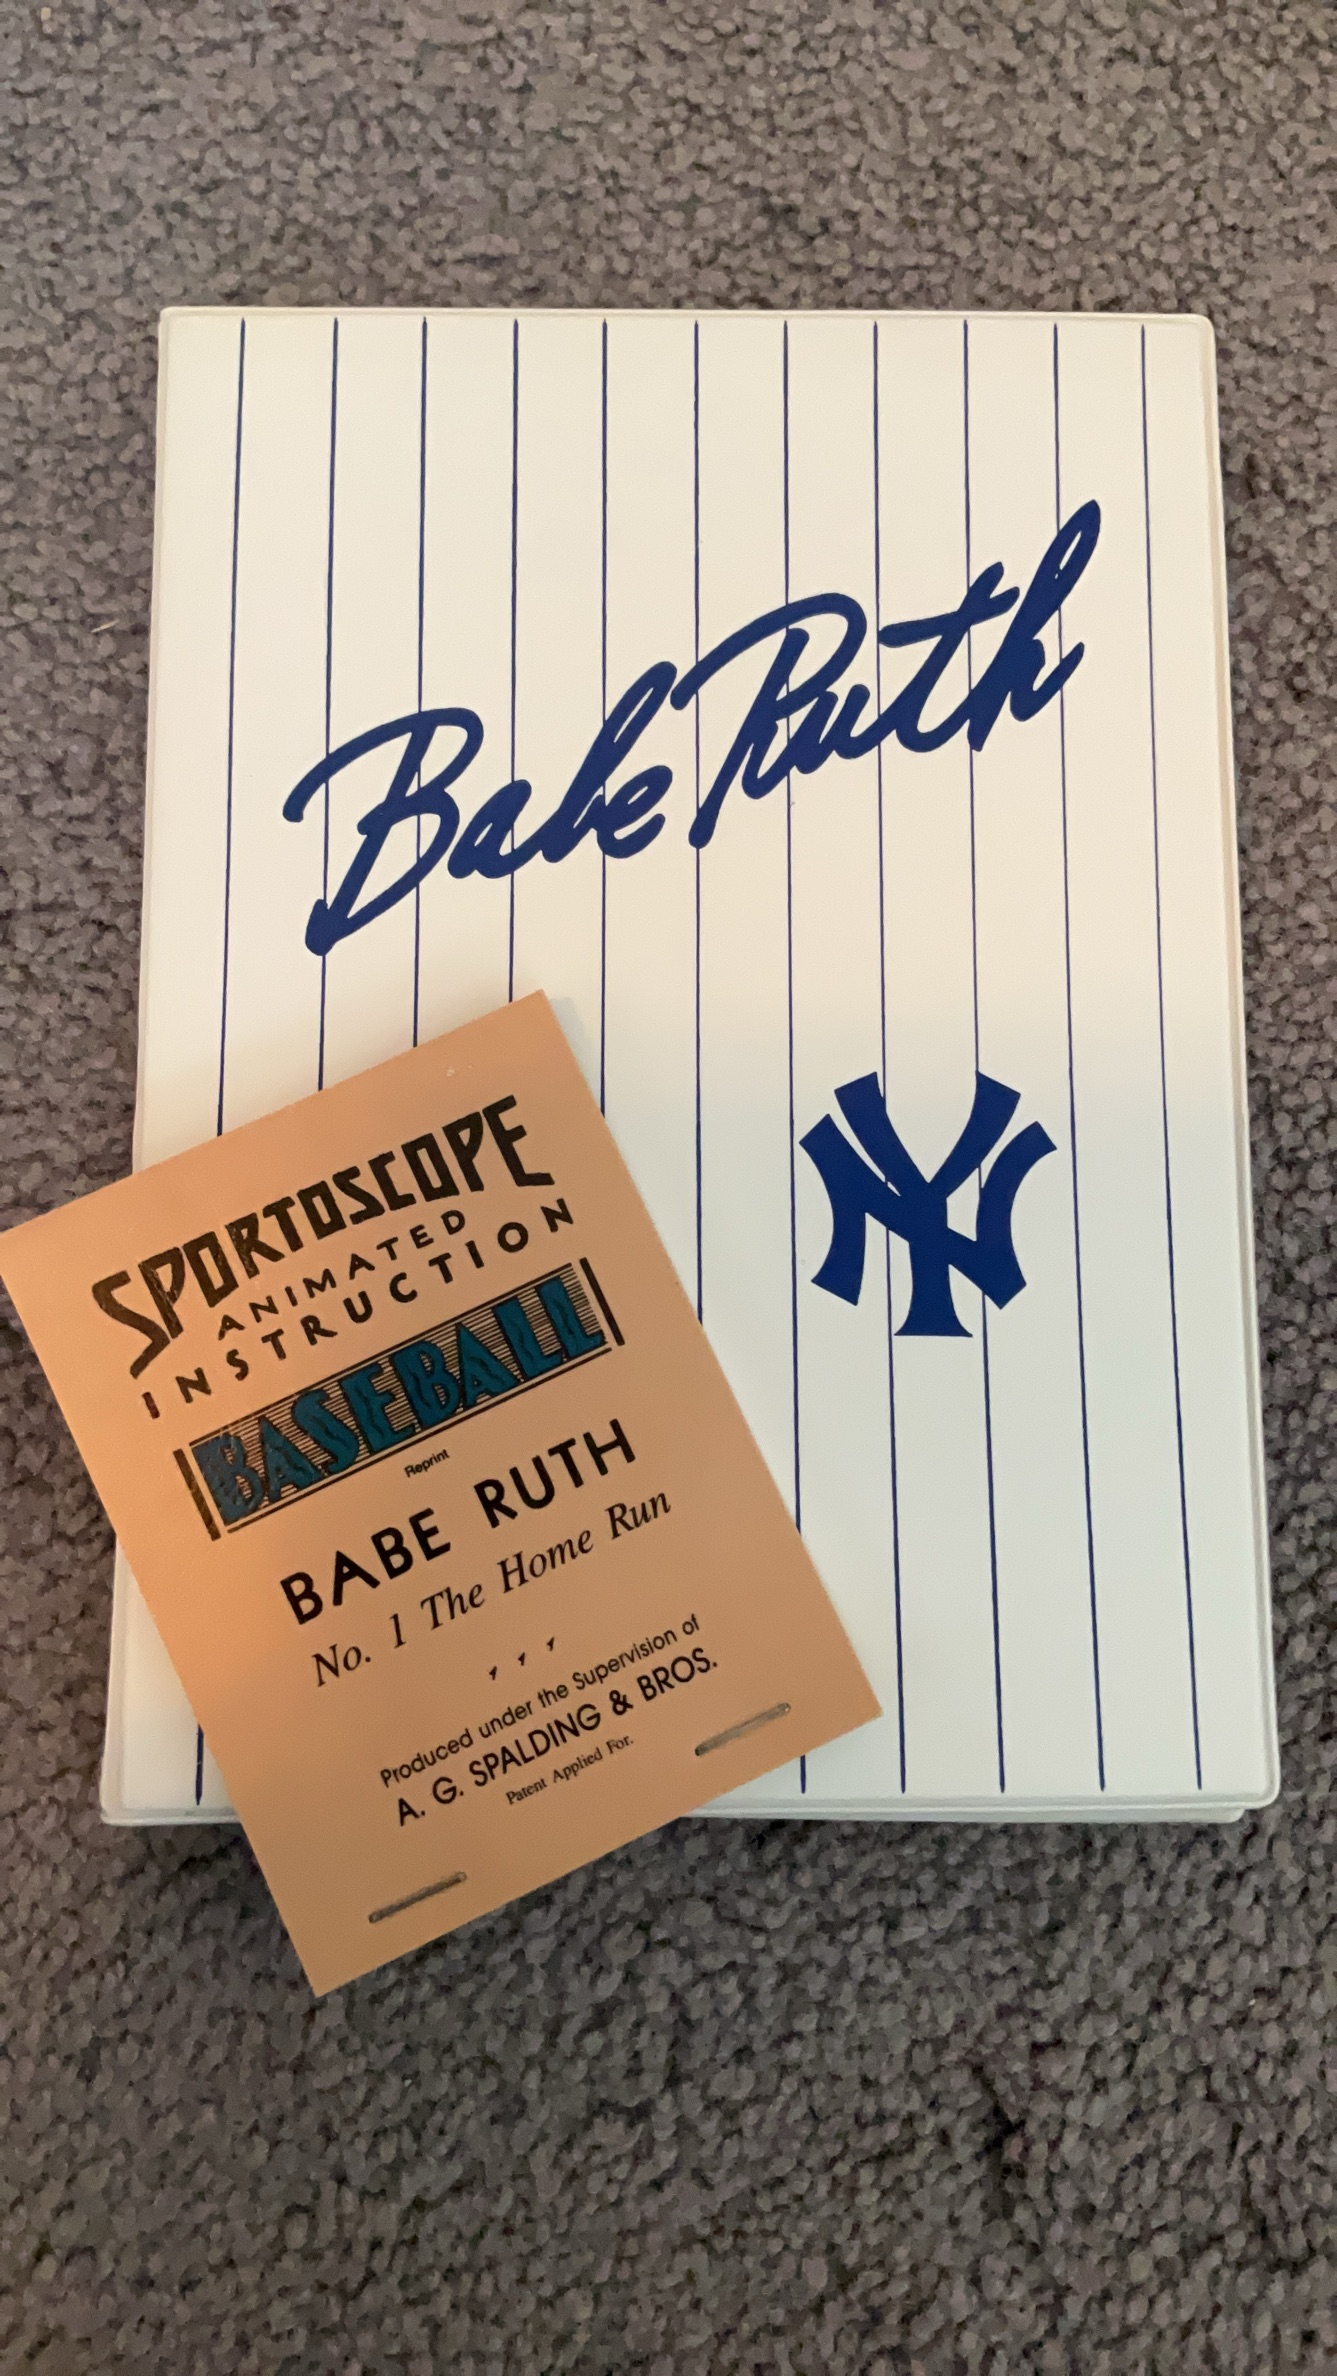 Babe Ruth
NY
SPORTOSCOPE
ANIMATED
INSTRUCTION
BASEBALL
Reprint
BABE RUTH
No. 1 The Home Run
Produced under the Supervision of
A. G. SPALDING & BROS.
Patent Applied For.